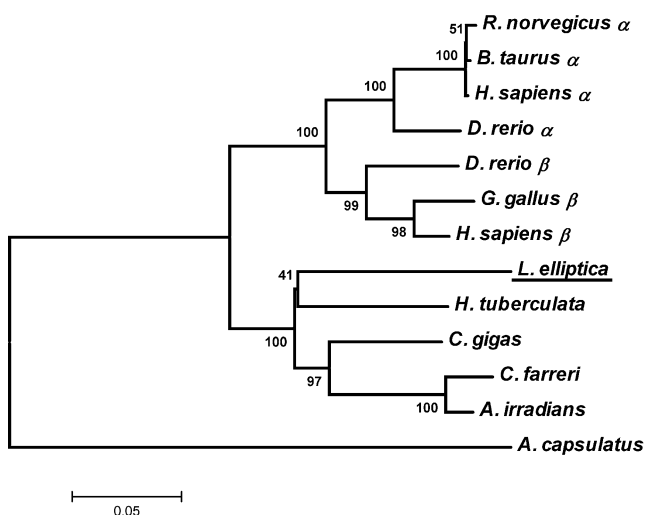 51
R. norvegicus α
100
B. taurus α
H. sapiens α
100
D. rerio α
100
D. rerio β
99
G. gallus β
98
H. sapiens β
41
L. elliptica
H. tuberculata
100
C. gigas
97
C. farreri
100
A. irradians
A. capsulatus
0.05